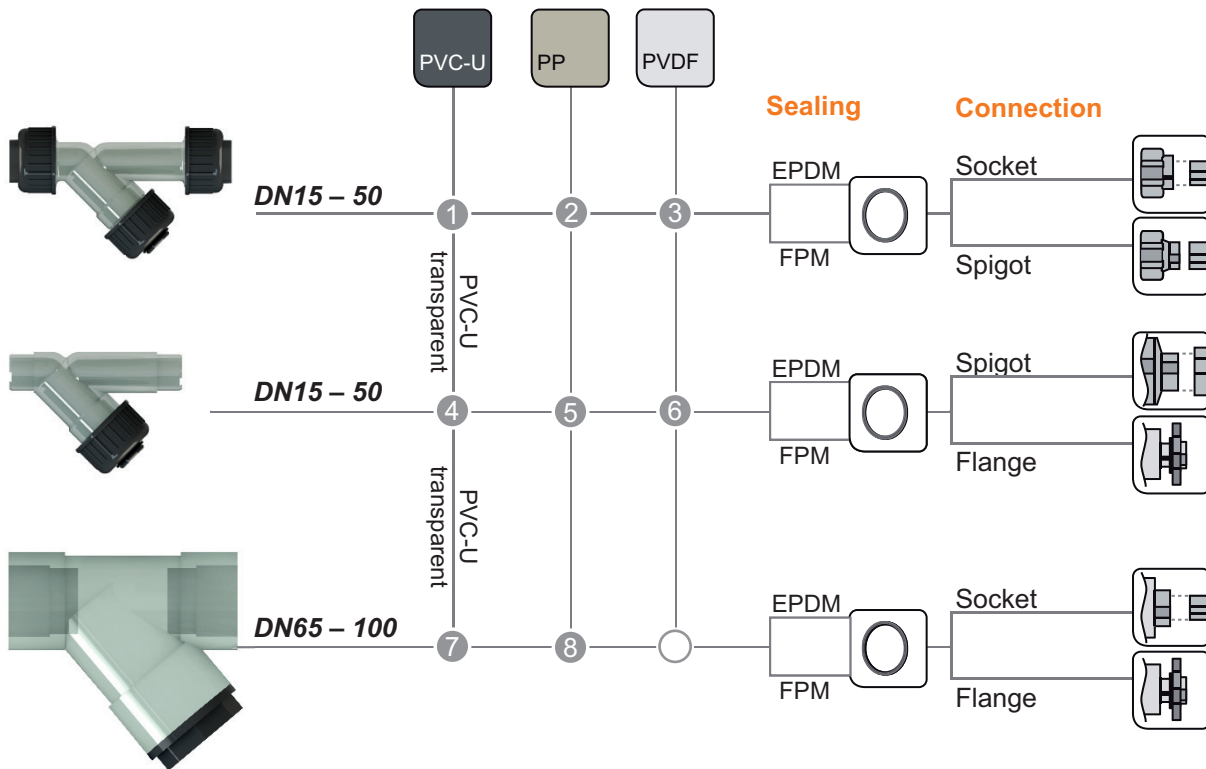 PVC-U
PP
PVDF
Sealing
Connection
DN15 – 50
1
2
3
EPDM
FPM
Socket
Spigot
PVC-U
transparent
DN15 – 50
4
5
6
EPDM
FPM
Spigot
Flange
PVC-U
transparent
DN65 – 100
7
8
EPDM
FPM
Socket
Flange